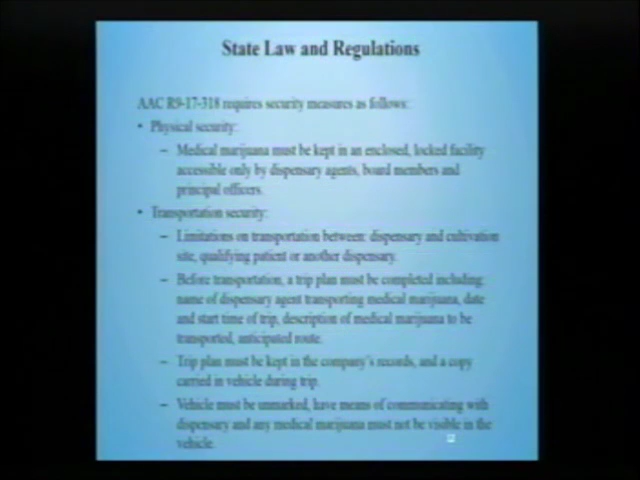 State Law and Regulations
AAC R9-17-318 requires security measures as follows:
• Physical security:
– Medical marijuana must be kept in an enclosed, locked facility
accessible only by dispensary agents, board members and
principal officers.
• Transportation security:
– Limitations on transportation between: dispensary and cultivation
site, qualifying patient or another dispensary.
– Before transportation, a trip plan must be completed including:
name of dispensary agent transporting medical marijuana, date
and start time of trip, description of medical marijuana to be
transported, anticipated route.
– Trip plan must be kept in the company's records, and a copy
carried in vehicle during trip.
– Vehicle must be unmarked, have means of communicating with
dispensary and any medical marijuana must not be visible in the
vehicle.